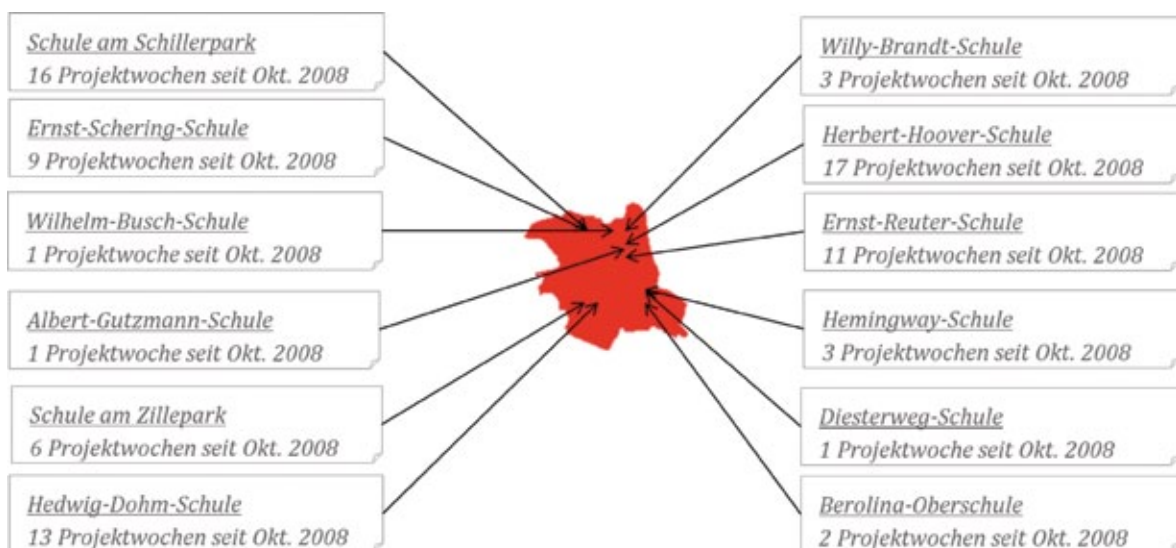 Schule am Schillerpark
16 Projektwochen seit Okt. 2008
Ernst-Schering-Schule
9 Projektwochen seit Okt. 2008
Wilhelm-Busch-Schule
1 Projektwoche seit Okt. 2008
Albert-Gutzmann-Schule
1 Projektwoche seit Okt. 2008
Schule am Zillepark
6 Projektwochen seit Okt. 2008
Hedwig-Dohm-Schule
13 Projektwochen seit Okt. 2008
Willy-Brandt-Schule
3 Projektwochen seit Okt. 2008
Herbert-Hoover-Schule
17 Projektwochen seit Okt. 2008
Ernst-Reuter-Schule
11 Projektwochen seit Okt. 2008
Hemingway-Schule
3 Projektwochen seit Okt. 2008
Diesterweg-Schule
1 Projektwoche seit Okt. 2008
Berolina-Oberschule
2 Projektwochen seit Okt. 2008